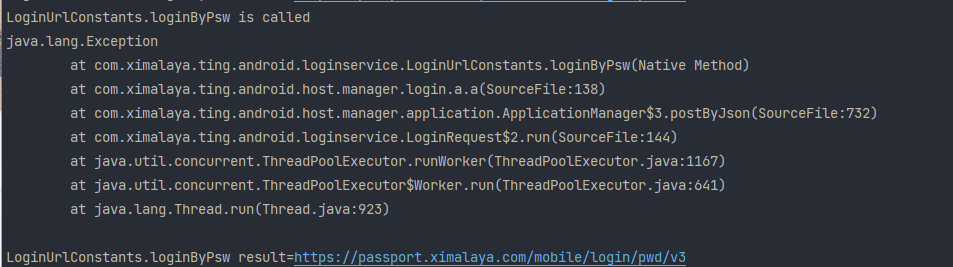 LoginUrlConstants.loginByPsw is called
java.lang.Exception
at com.ximalaya.ting.android.loginservice.LoginUrlConstants.loginByPsw(Native Method)
at com.ximalaya.ting.android.host.manager.login.a.a(SourceFile:138)
at com.ximalaya.ting.android.host.manager.application.ApplicationManager$3.postByJson(SourceFile:732)
at com.ximalaya.ting.android.loginservice.LoginRequest$2.run(SourceFile:144)
at java.util.concurrent.ThreadPoolExecutor.runWorker(ThreadPoolExecutor.java:1167)
at java.util.concurrent.ThreadPoolExecutor$Worker.run(ThreadPoolExecutor.java:641)
at java.lang.Thread.run(Thread.java:923)
LoginUrlConstants.loginByPsw result=https://passport.ximalaya.com/mobile/login/pwd/v3